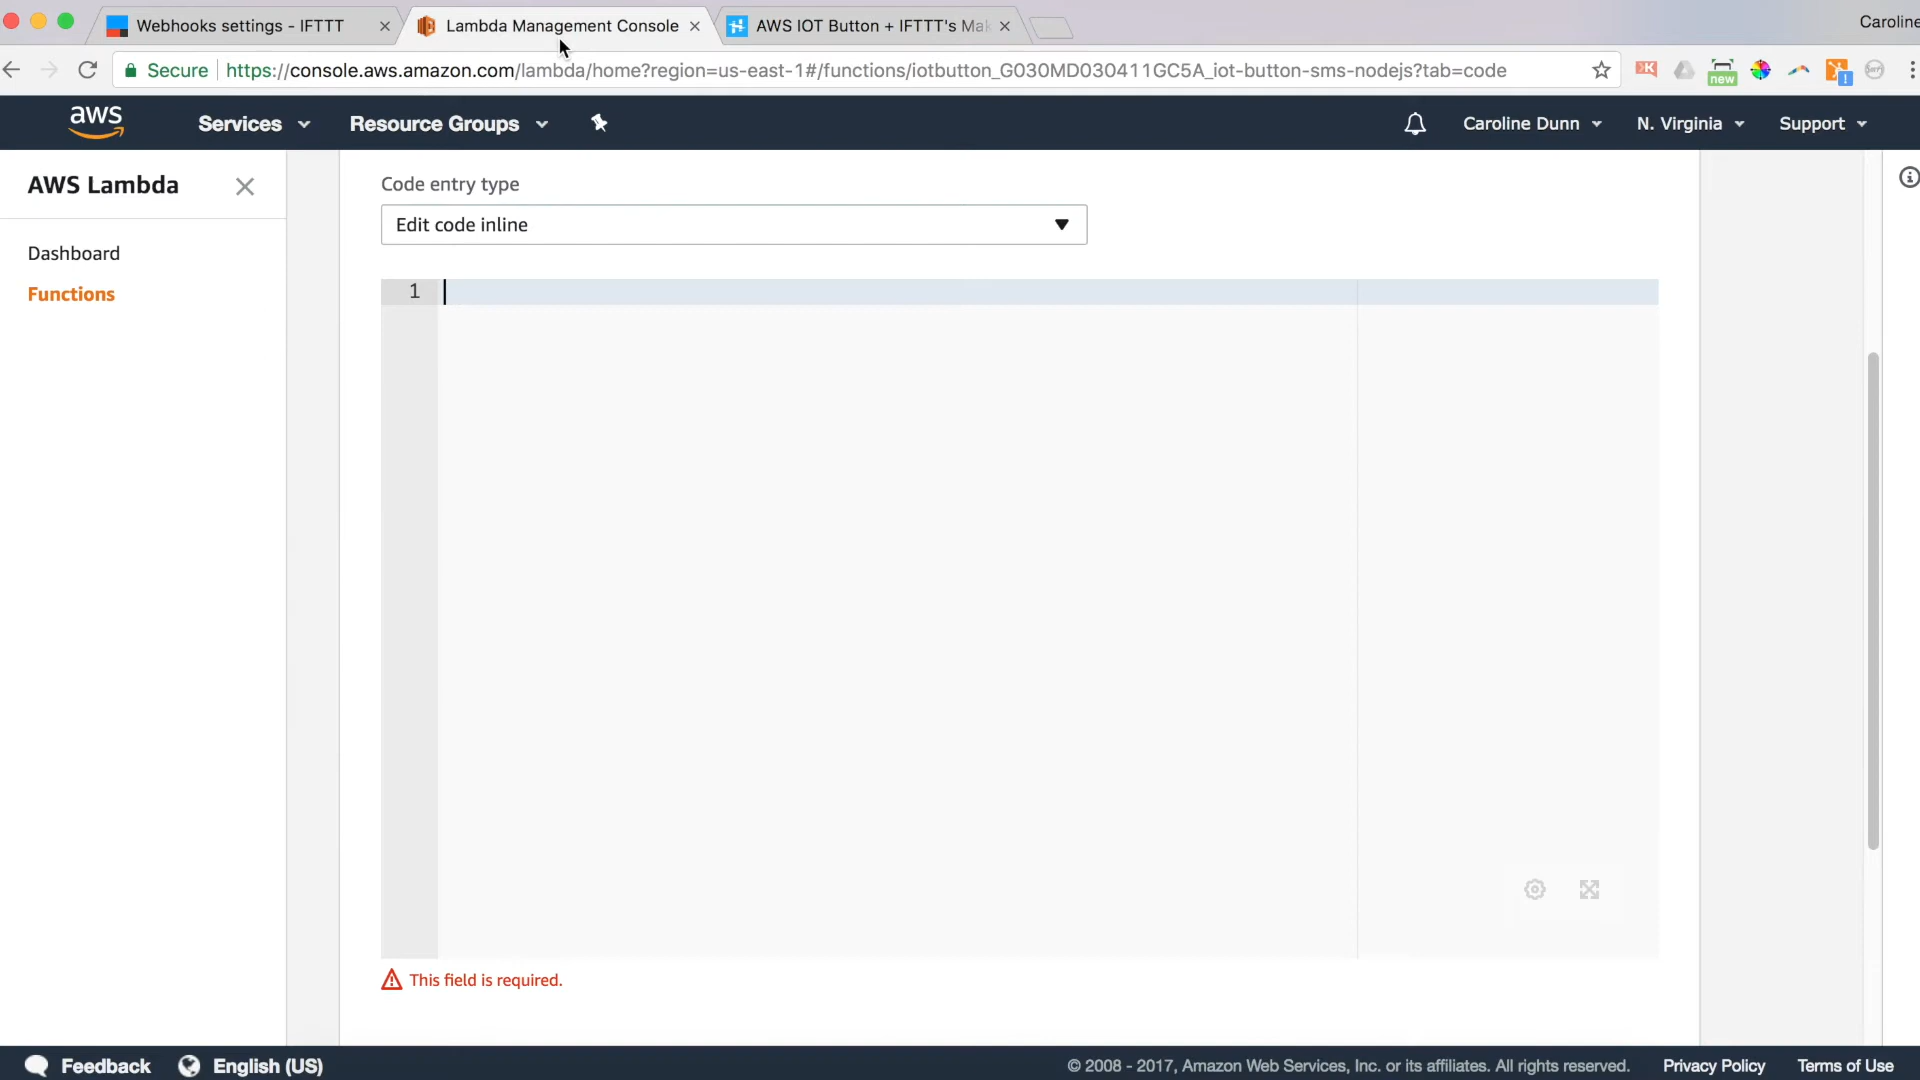 Webhooks settings - IFTTT
Lambda Management Console
AWS IOT Button + IFTTT's Mak
Caroline
Secure
https://console.aws.amazon.com/lambda/home?region=us-east-1#/functions/iotbutton_G030MD030411GC5A_iot-button-sms-nodejs?tab=code
new
aws
Services
Resource Groups
Caroline Dunn
N. Virginia
Support
AWS Lambda
Dashboard
Functions
Code entry type
Edit code inline
1
This field is required.
Feedback
English (US)
© 2008 - 2017, Amazon Web Services, Inc. or its affiliates. All rights reserved.
Privacy Policy
Terms of Use